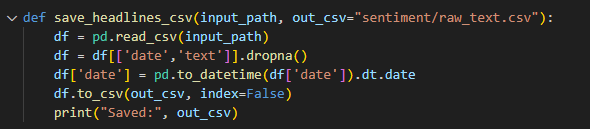 def save_headlines_csv(input_path, out_csv="sentiment/raw_text.csv"):
    df = pd.read_csv(input_path)
    df = df[['date','text']].dropna()
    df['date'] = pd.to_datetime(df['date']).dt.date
    df.to_csv(out_csv, index=False)
    print("Saved:", out_csv)